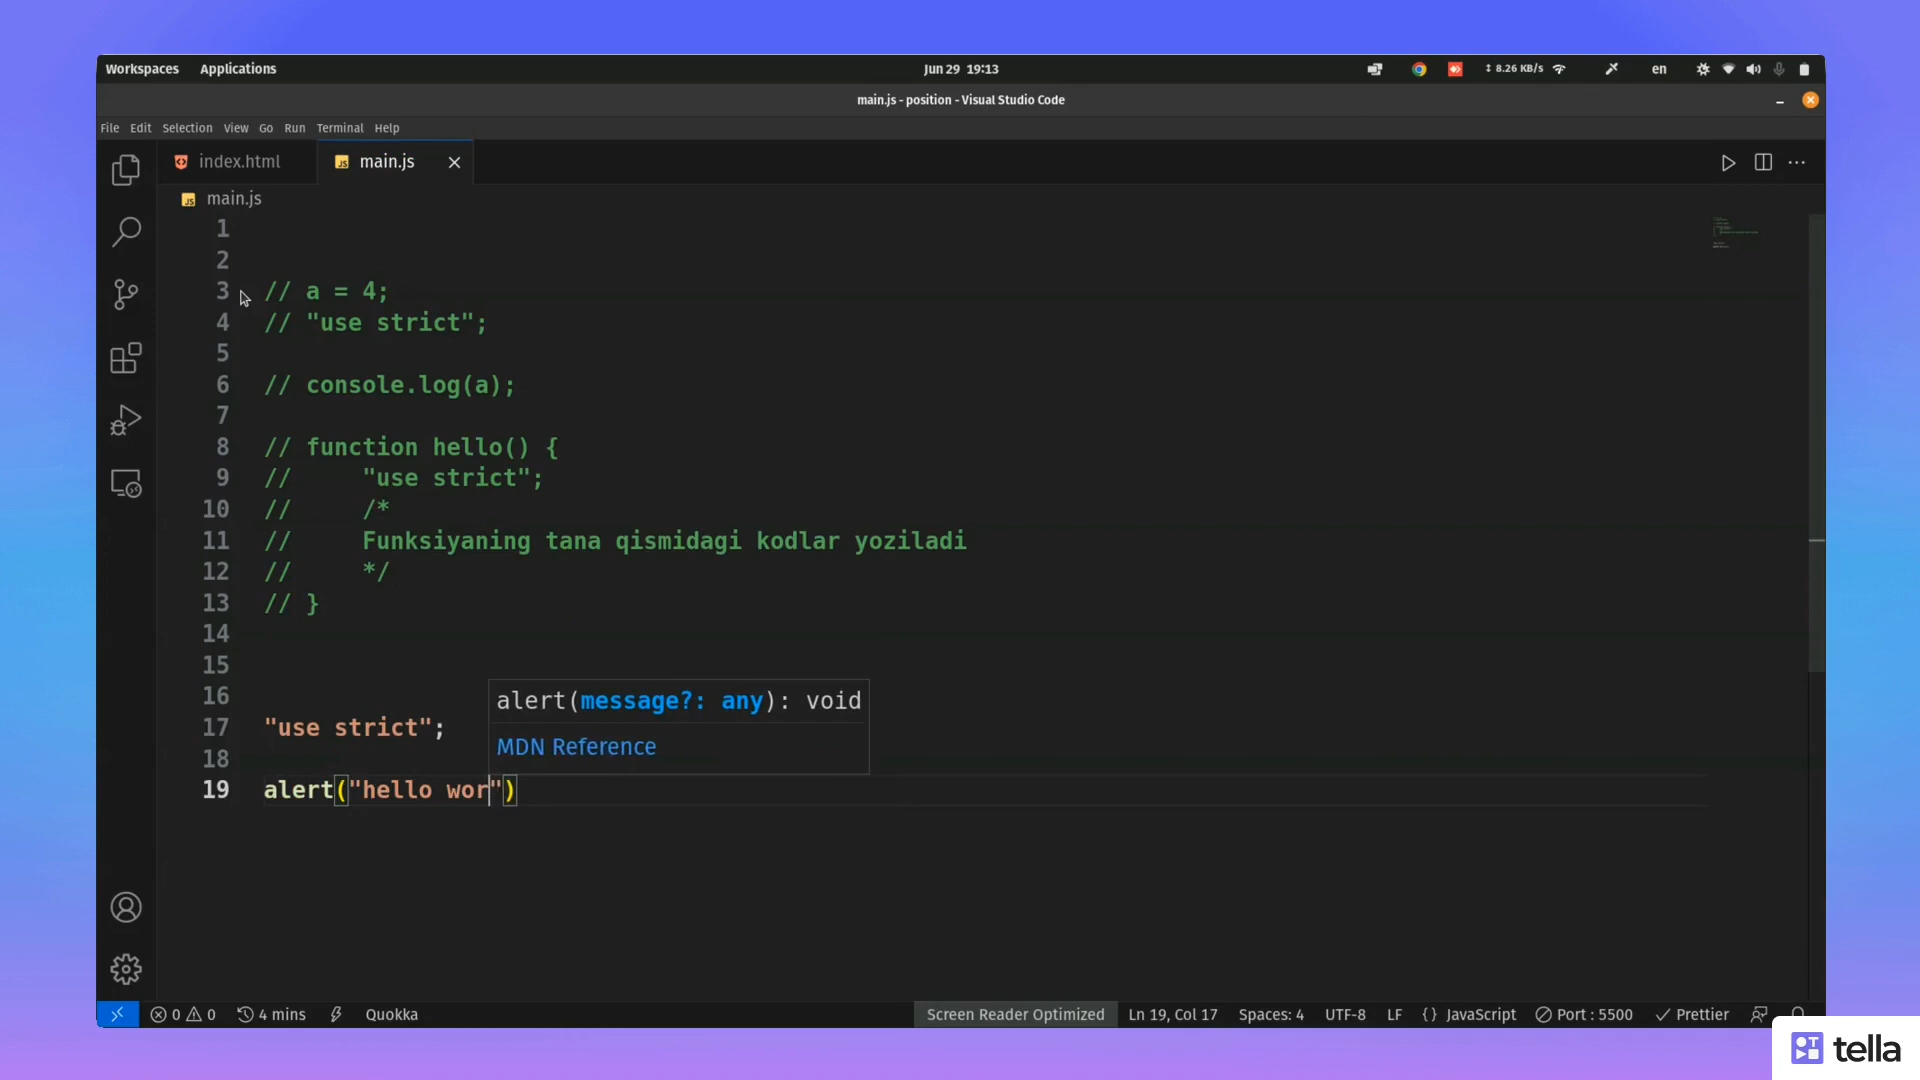 Workspaces Applications Jun 29 19:13 8.26 KB/s en
main.js - position - Visual Studio Code
File Edit Selection View Go Run Terminal Help
index.html JS main.js
JS main.js
1
2
3 // a = 4;
4 // "use strict";
5
6 // console.log(a);
7
8 // function hello() {
9 //     "use strict";
10 //     /*
11 //     Funksiyaning tana qismidagi kodlar yoziladi
12 //     */
13 // }
14
15
16
alert(message?: any): void
17 "use strict";
MDN Reference
18
19 alert("hello wor")
0 0 4 mins Quokka Screen Reader Optimized Ln 19, Col 17 Spaces: 4 UTF-8 LF {} JavaScript Port : 5500 Prettier
tella